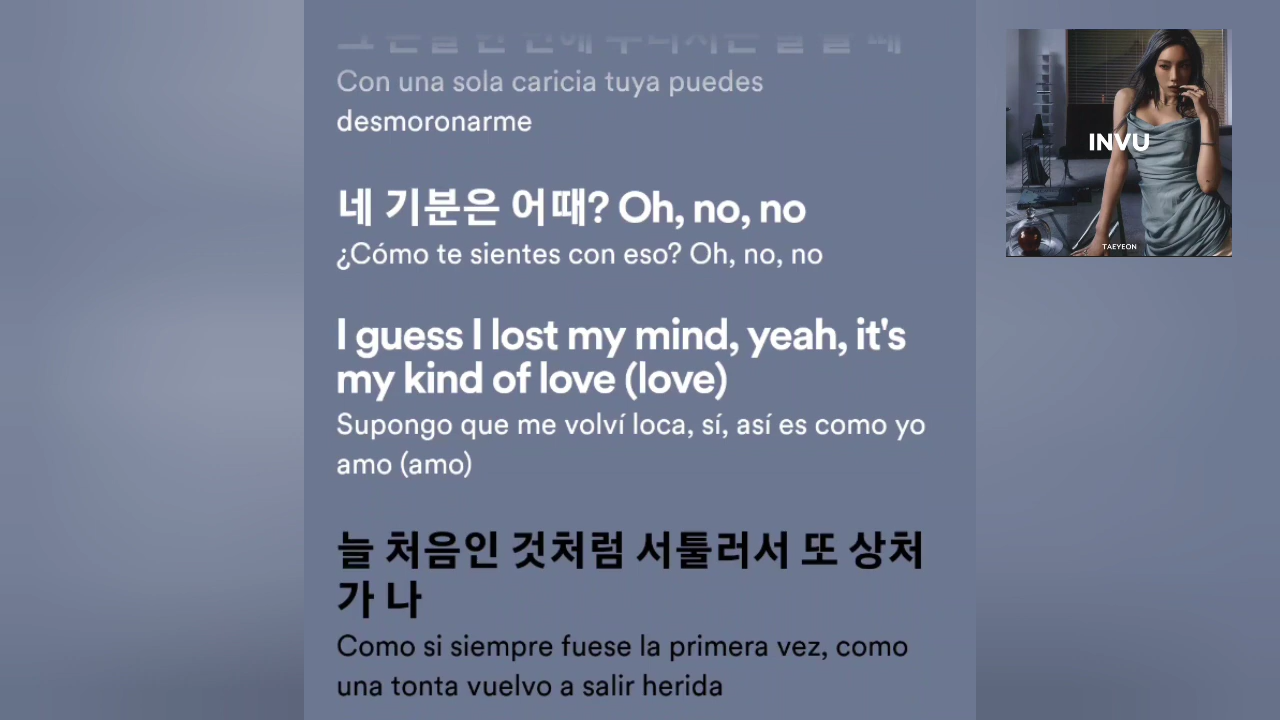 Con una sola caricia tuya puedes
desmoronarme
네 기분은 어때? Oh, no, no
¿Cómo te sientes con eso? Oh, no, no
I guess I lost my mind, yeah, it's
my kind of love (love)
Supongo que me volví loca, sí, así es como yo
amo (amo)
늘 처음인 것처럼 서툴러서 또 상처
가 나
Como si siempre fuese la primera vez, como
una tonta vuelvo a salir herida
INVU
TAEYEON